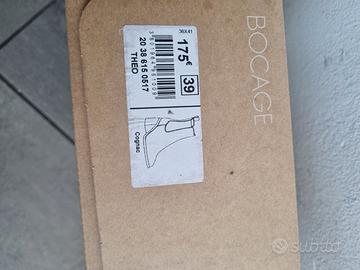 BOCAGE
36X41
175€ 39
20 38 615 0517
THEO
Cognac
subito